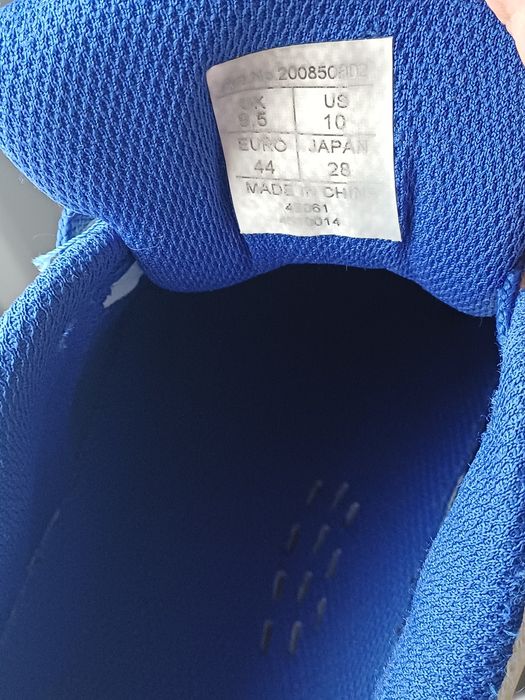 200850802
UK US
9,5 10
EURO JAPAN
44 28
MADE IN CHINA